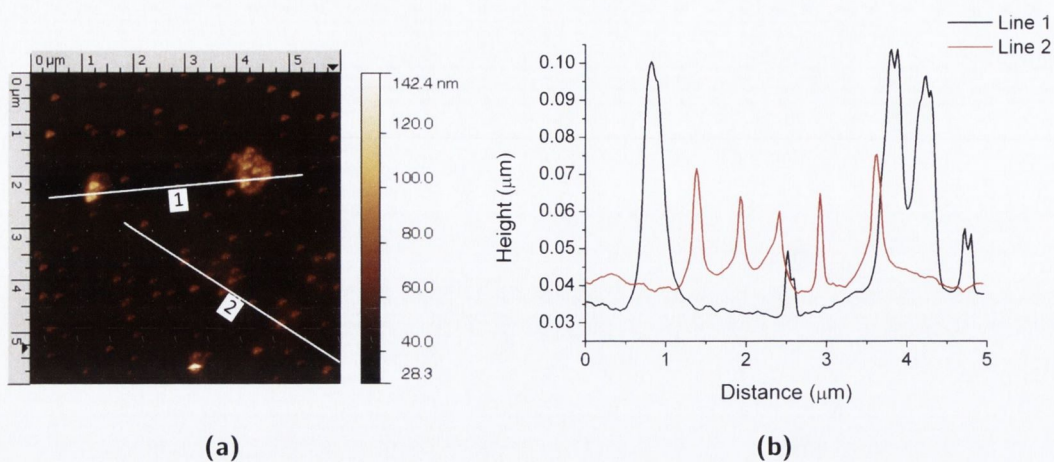 0 µm 1 2 3 4 5
0 µm
1
2
3
4
5
1
2
142.4 nm
120.0
100.0
80.0
60.0
40.0
28.3
(a)
Line 1
Line 2
0.10
0.09
0.08
0.07
0.06
0.05
0.04
0.03
Height (µm)
0 1 2 3 4 5
Distance (µm)
(b)